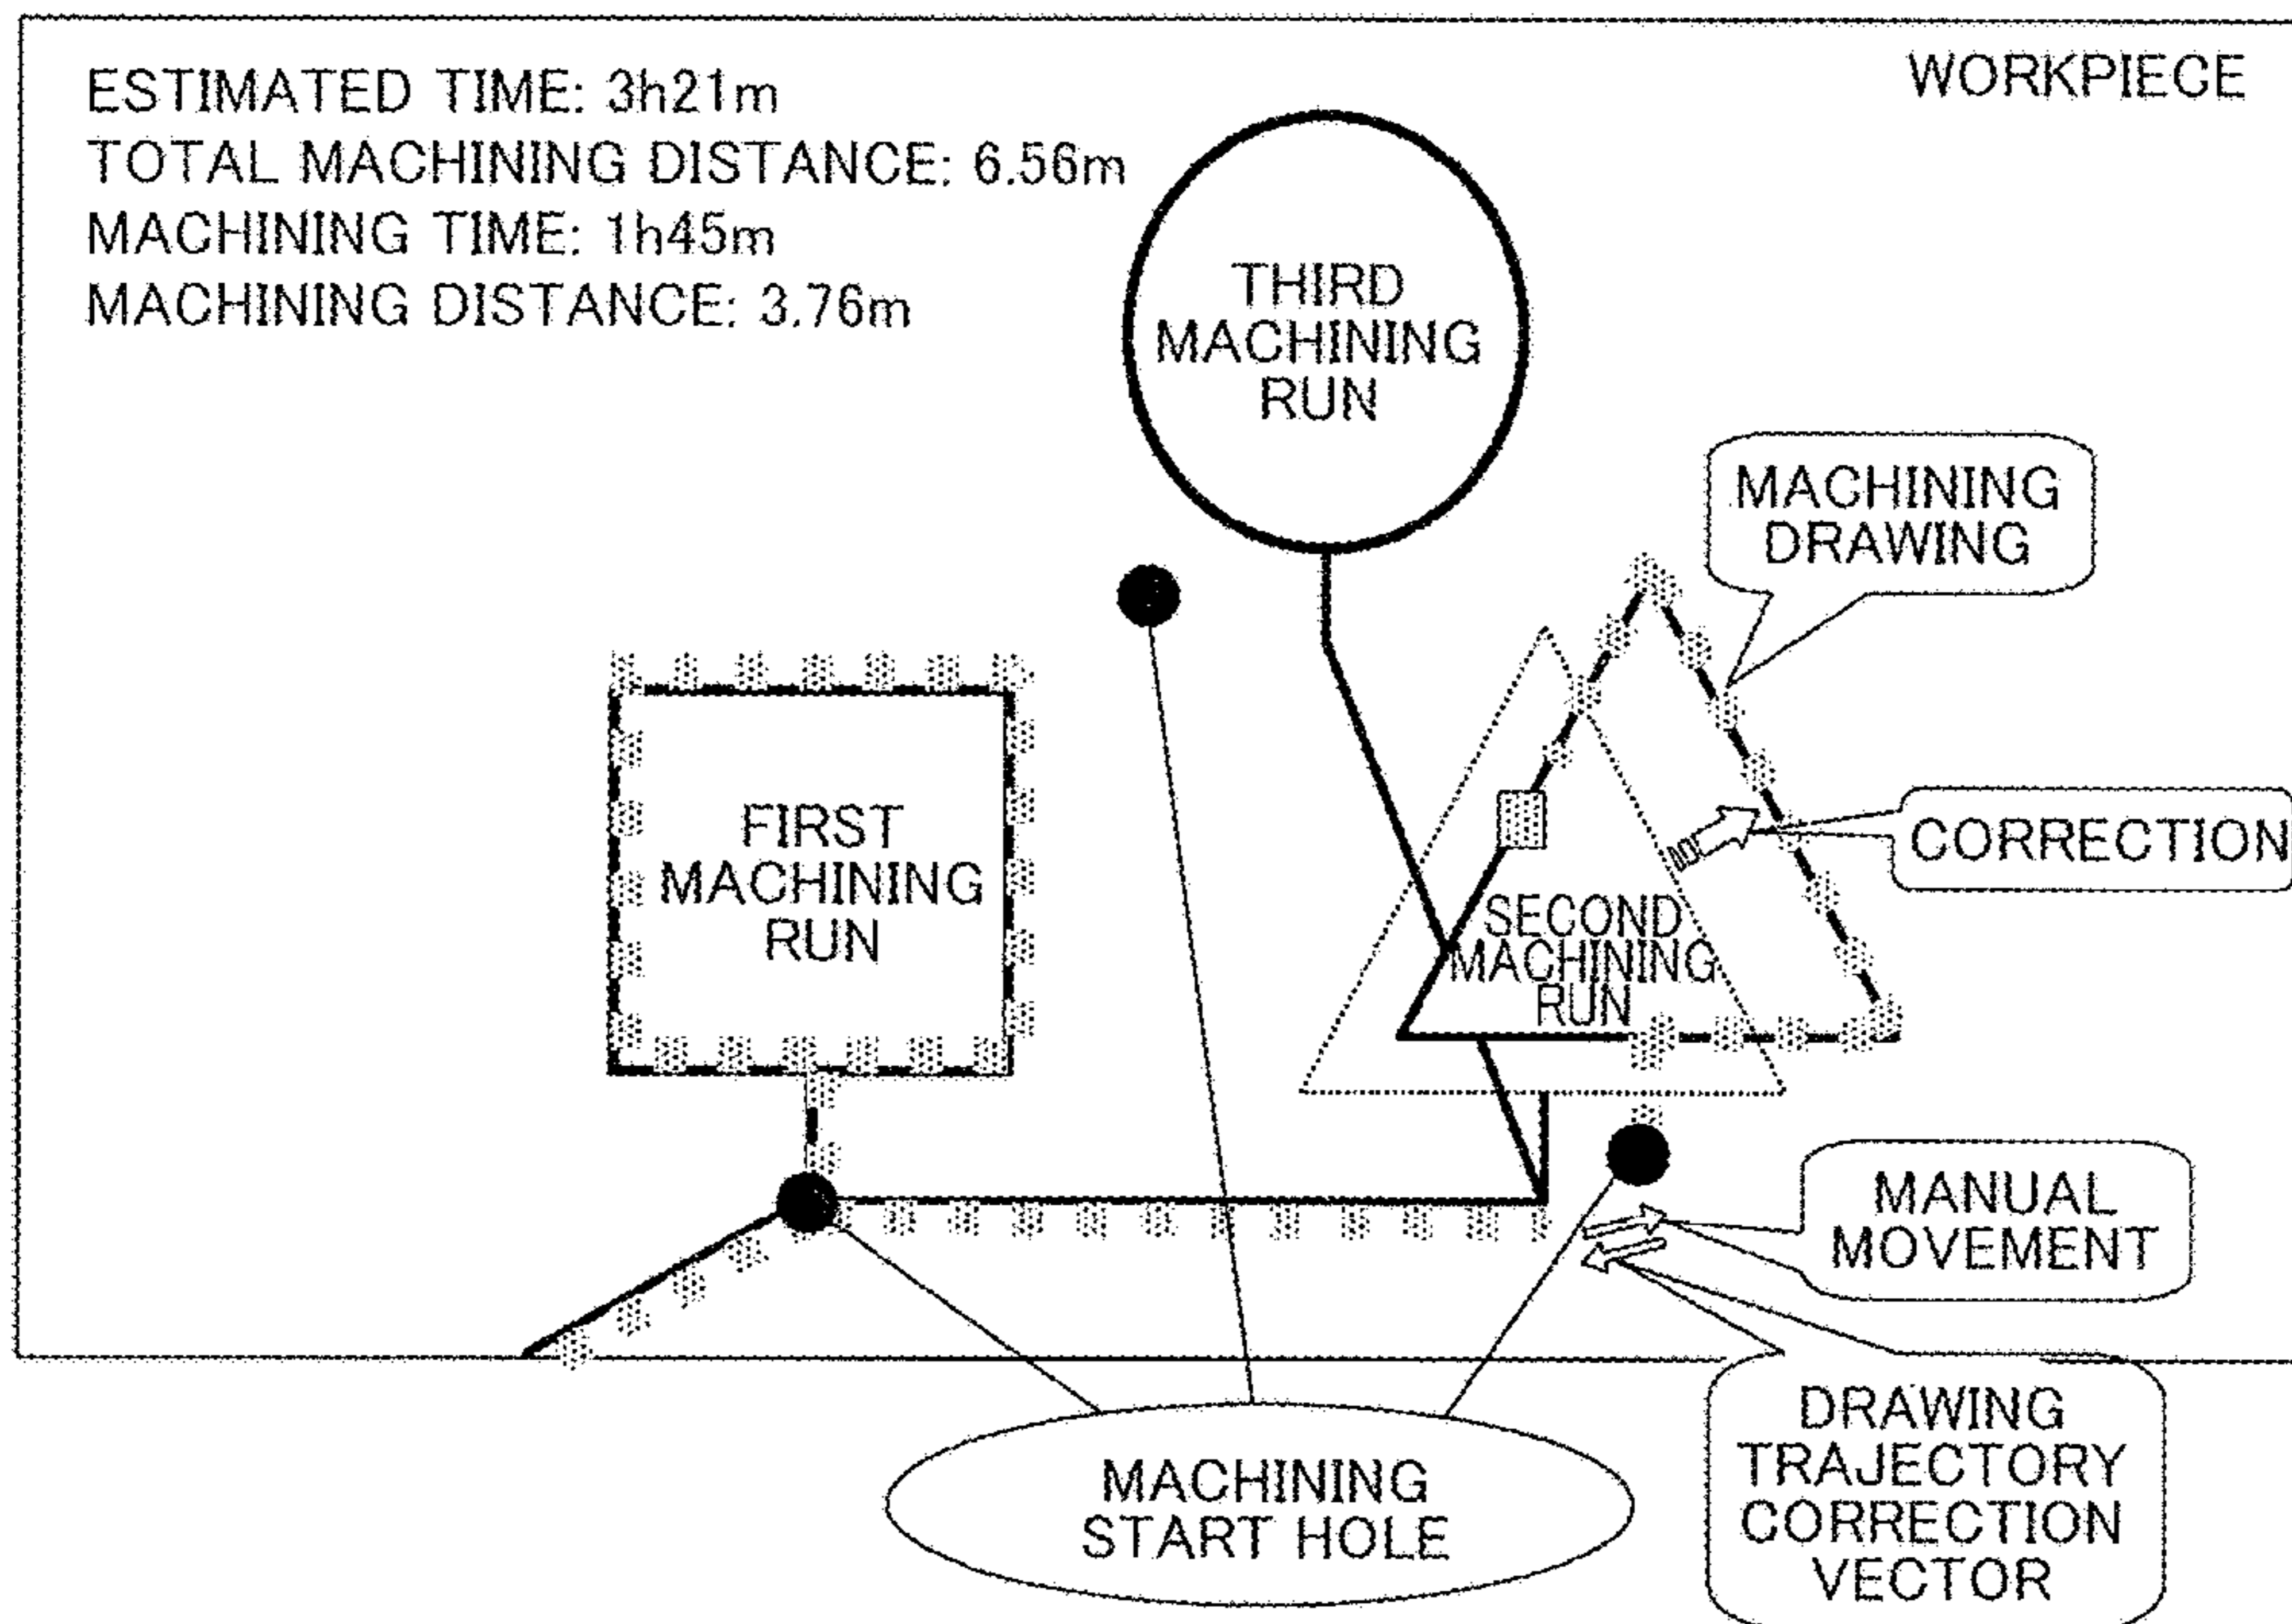 ESTIMATED TIME: 3h21m
TOTAL MACHINING DISTANCE: 6.56m
MACHINING TIME: 1h45m
MACHINING DISTANCE: 3.76m
WORKPIECE
THIRD
MACHINING
RUN
MACHINING
DRAWING
FIRST
MACHINING
RUN
CORRECTION
SECOND
MACHINING
RUN
MANUAL
MOVEMENT
MACHINING
START HOLE
DRAWING
TRAJECTORY
CORRECTION
VECTOR